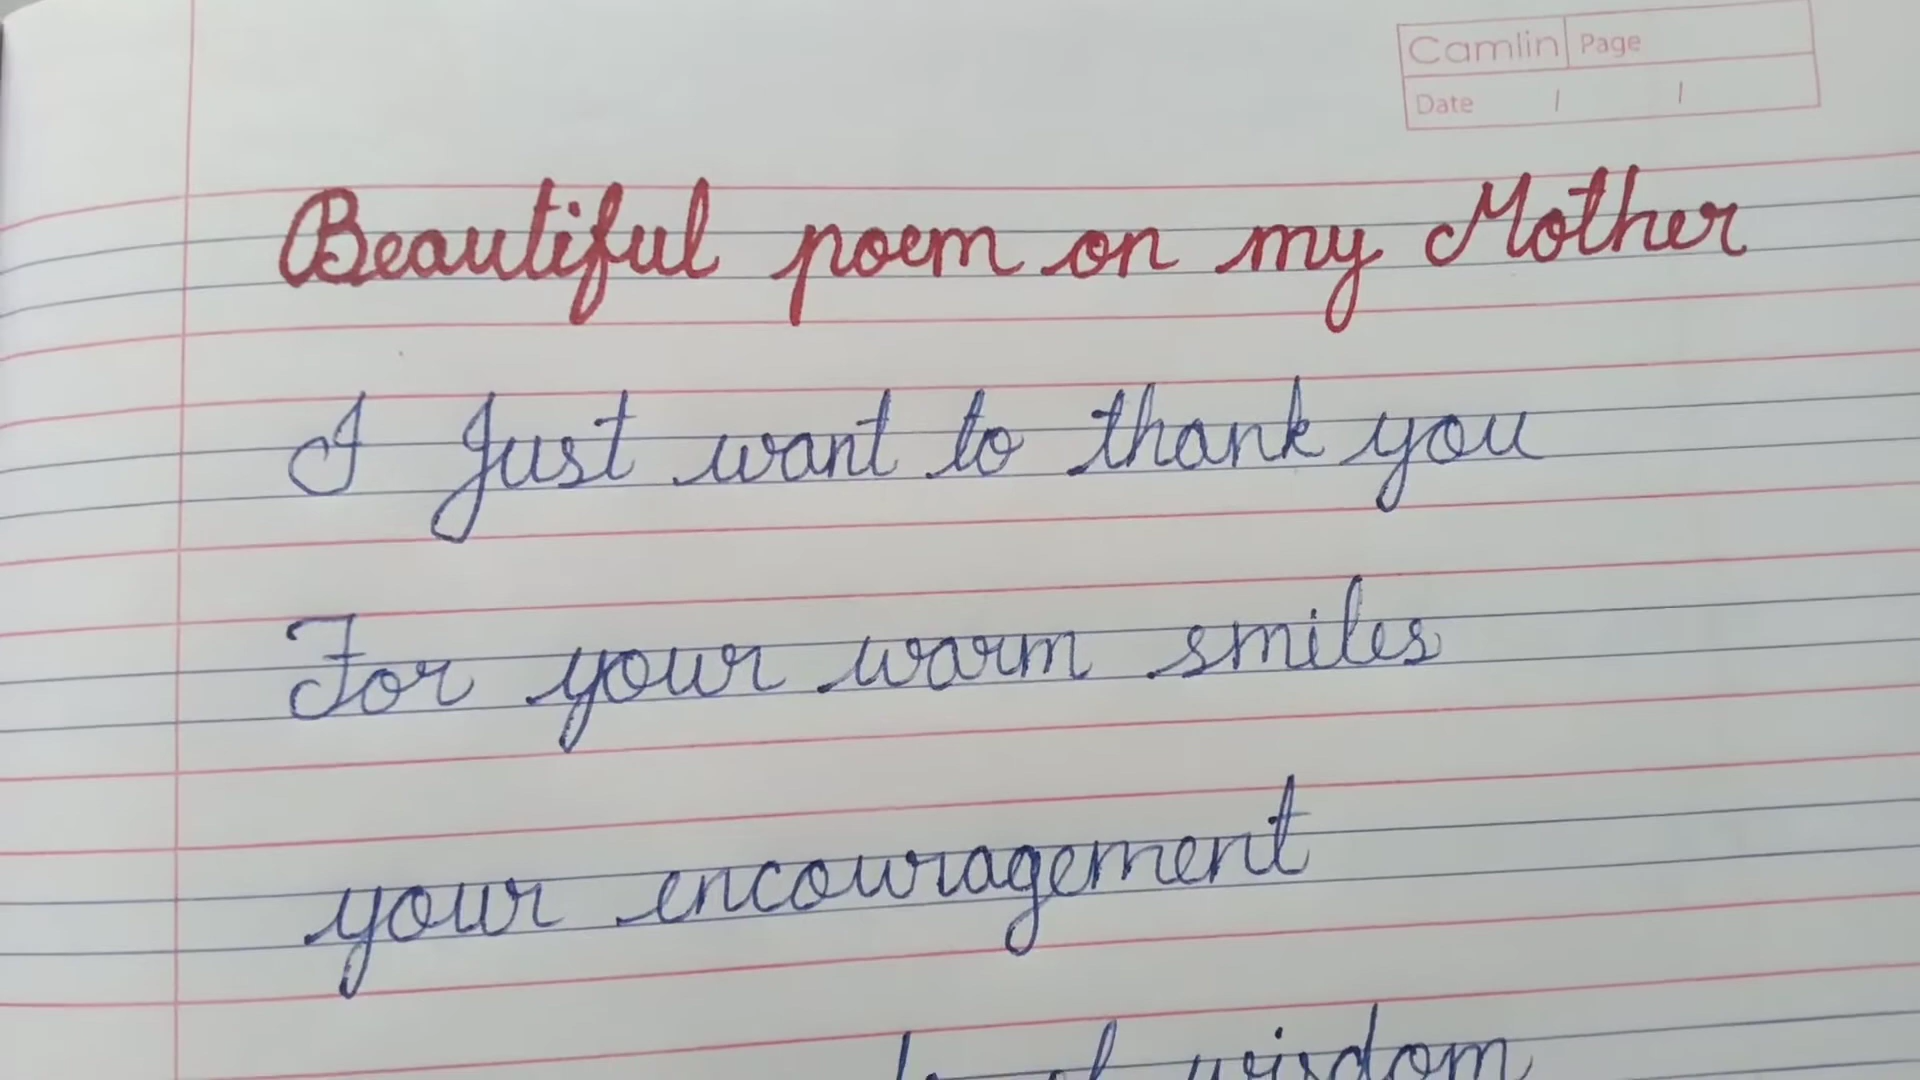 Camlin Page
Date / /
Beautiful poem on my Mother
I Just want to thank you
For your warm smiles
your encouragement
wisdom